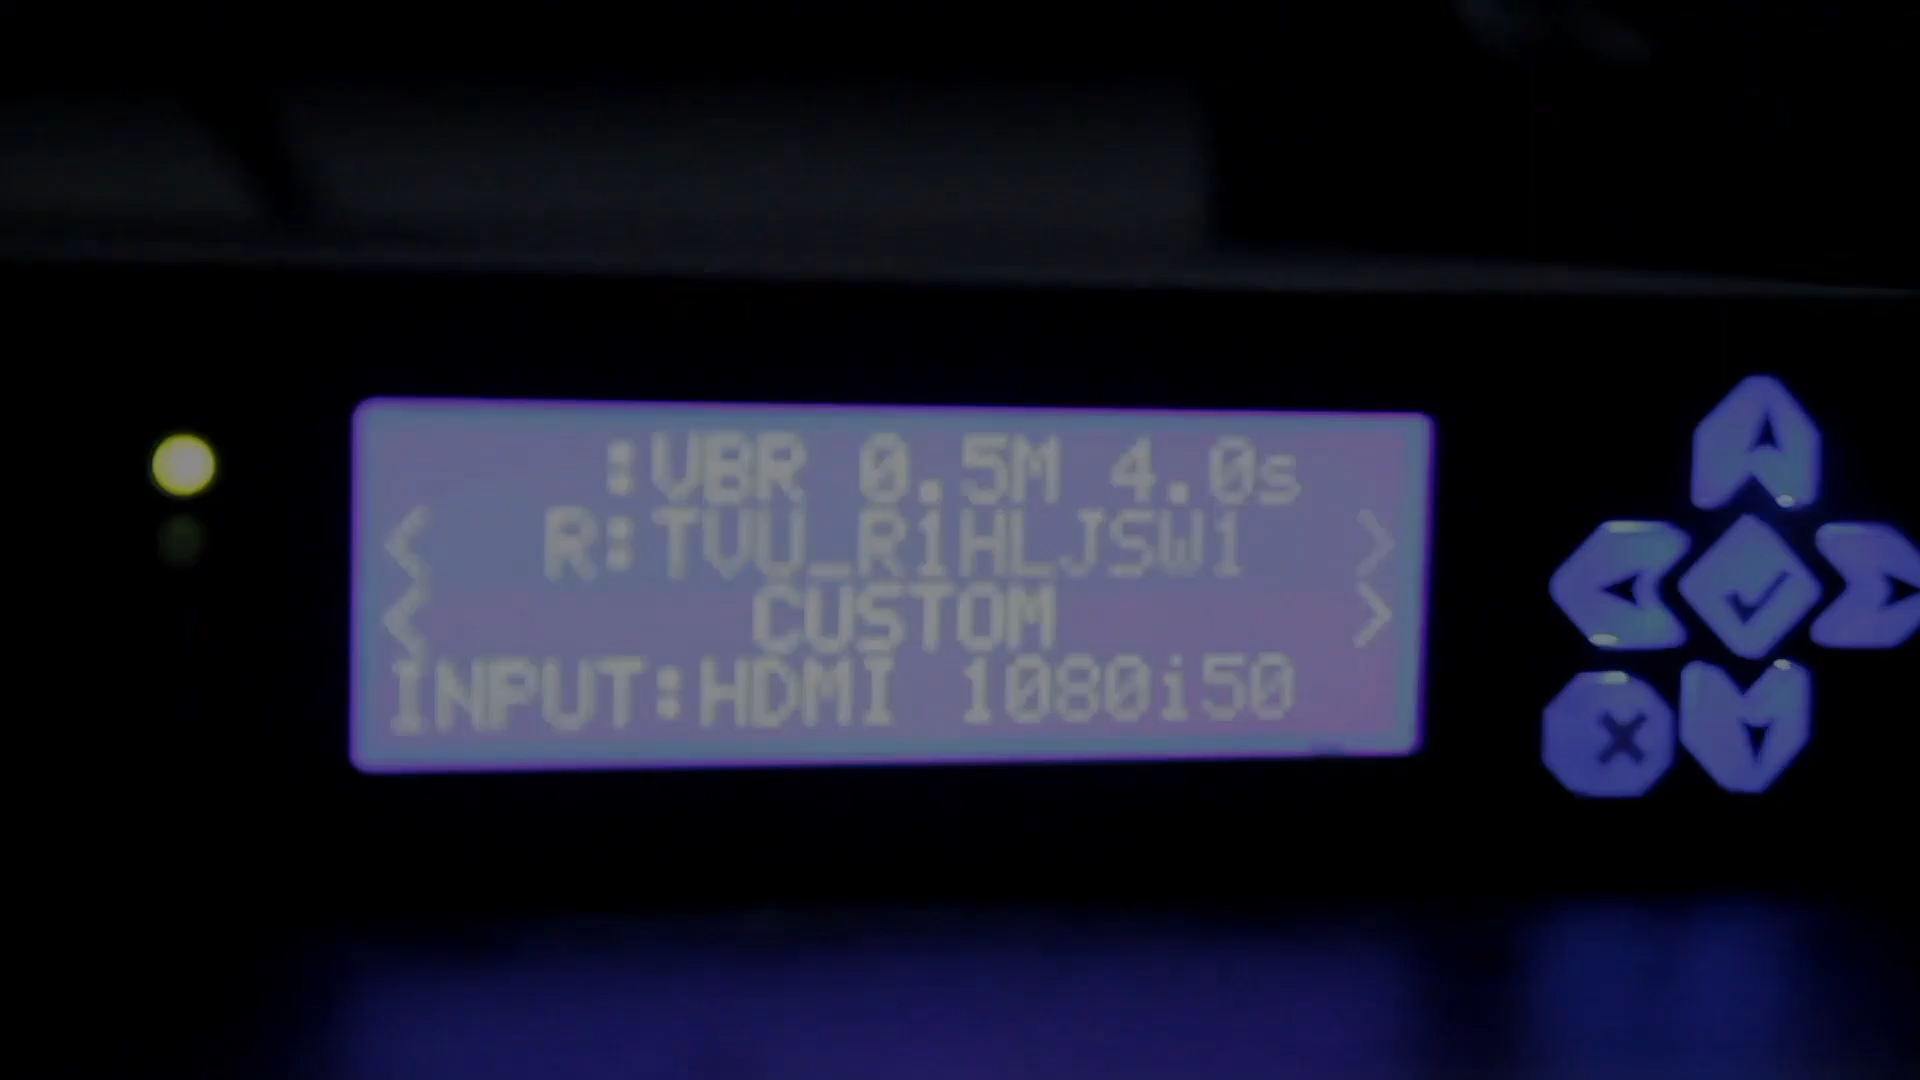 :VBR 0.5M 4.0s
< R:TVU_R1HLJSW1 >
< CUSTOM >
INPUT:HDMI 1080i50